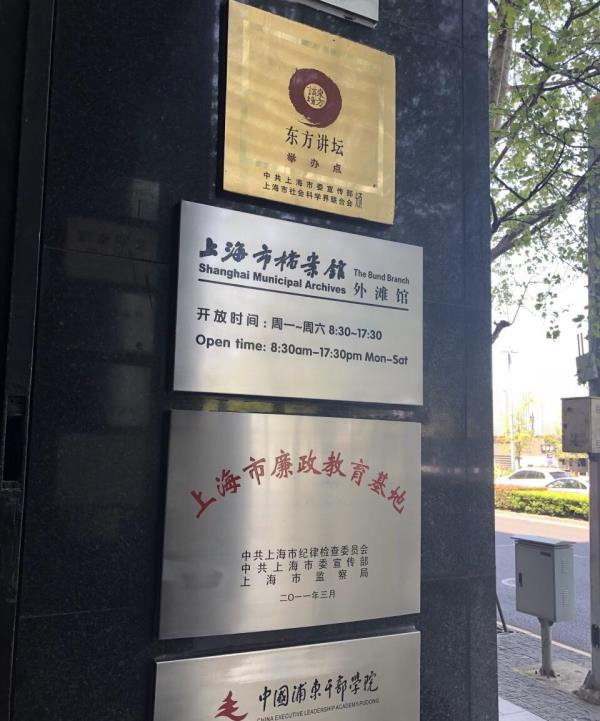 东方讲坛
举办点
中共上海市委宣传部
上海市社会科学界联合会 颁
上海市档案馆 The Bund Branch
Shanghai Municipal Archives 外滩馆
开放时间：周一~周六 8:30~17:30
Open time: 8:30am-17:30pm Mon-Sat
上海市廉政教育基地
中共上海市纪律检查委员会
中共上海市委宣传部
上海市监察局
二〇一一年三月
中國浦東干部学院
CHINA EXECUTIVE LEADERSHIP ACADEMY,PUDONG